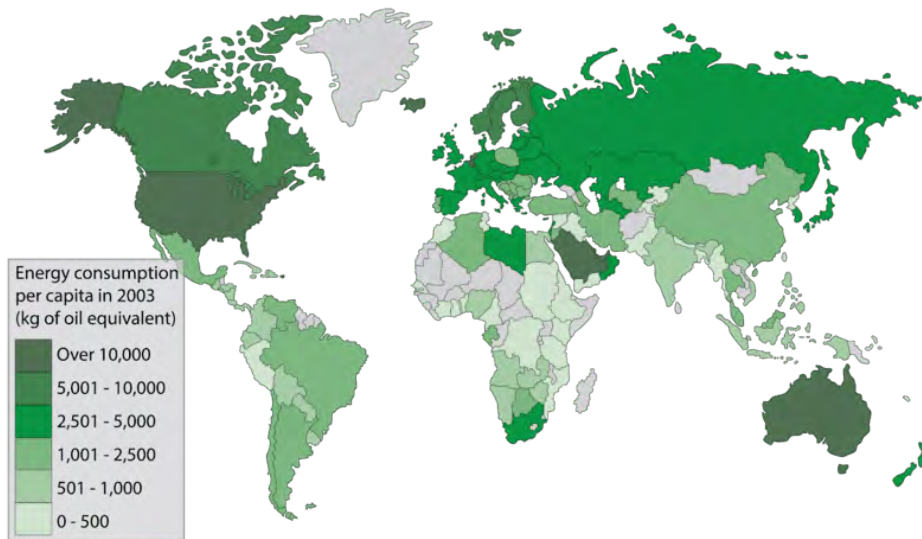 Energy consumption
per capita in 2003
(kg of oil equivalent)
Over 10,000
5,001 - 10,000
2,501 - 5,000
1,001 - 2,500
501 - 1,000
0 - 500